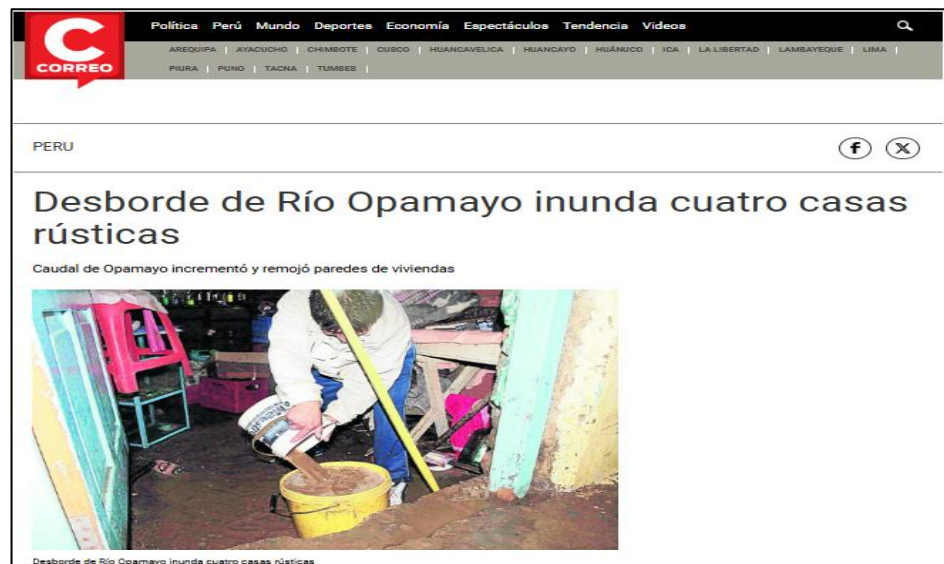 Política Perú Mundo Deportes Economía Espectáculos Tendencia Videos
CORREO
AREQUIPA | AYACUCHO | CHIMBOTE | CUSCO | HUANCAVELICA | HUANCAYO | HUÁNUCO | ICA | LA LIBERTAD | LAMBAYEQUE | LIMA |
PIURA | PUNO | TACNA | TUMBES |
PERU
Desborde de Río Opamayo inunda cuatro casas
rústicas
Caudal de Opamayo incrementó y remojó paredes de viviendas
Desborde de Río Opamayo inunda cuatro casas rústicas